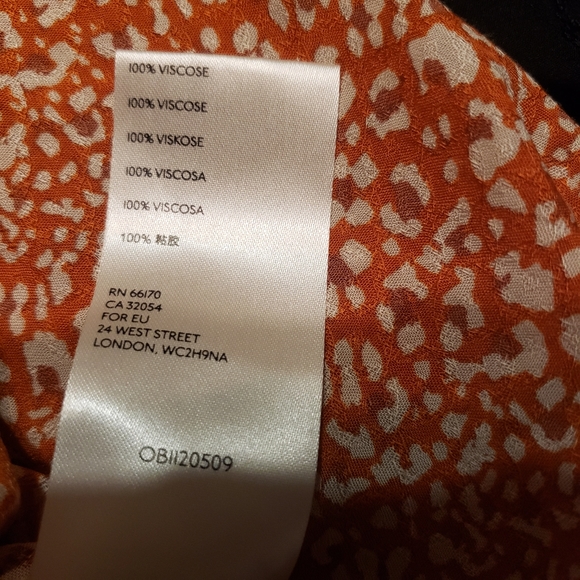 100% VISCOSE
100% VISCOSE
100% VISKOSE
100% VISCOSA
100% VISCOSA
100% 粘胶
RN 66170
CA 32054
FOR EU
24 WEST STREET
LONDON, WC2H9NA
OB1120509